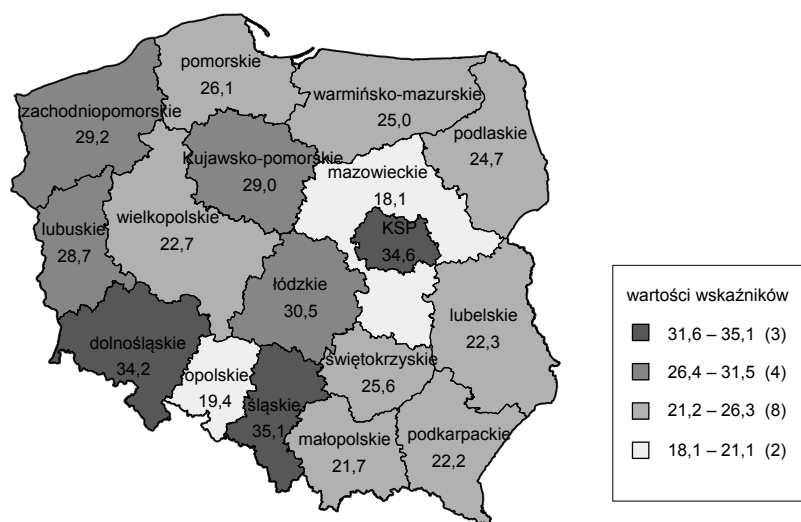 pomorskie
26,1
warmińsko-mazurskie
25,0
zachodniopomorskie
29,2
podlaskie
24,7
Kujawsko-pomorskie
29,0
mazowieckie
18,1
wielkopolskie
22,7
KSP
34,6
lubuskie
28,7
łódzkie
30,5
lubelskie
22,3
dolnośląskie
34,2
świętokrzyskie
25,6
opolskie
19,4
śląskie
35,1
małopolskie
21,7
podkarpackie
22,2
wartości wskaźników
31,6 – 35,1 (3)
26,4 – 31,5 (4)
21,2 – 26,3 (8)
18,1 – 21,1 (2)